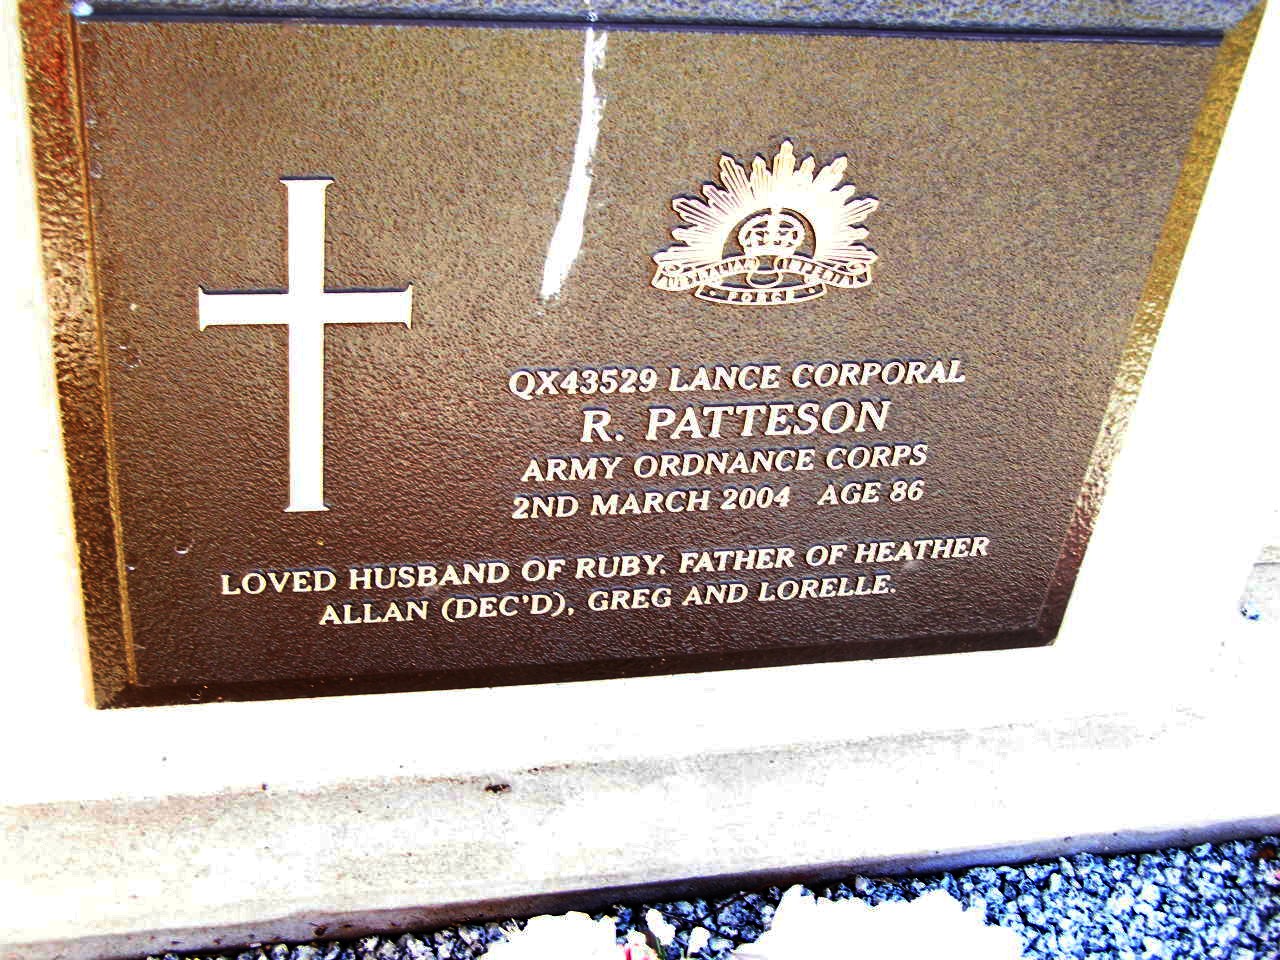 AUSTRALIAN IMPERIAL
FORCE
QX43529 LANCE CORPORAL
R. PATTESON
ARMY ORDNANCE CORPS
2ND MARCH 2004 AGE 86
LOVED HUSBAND OF RUBY. FATHER OF HEATHER
ALLAN (DEC'D), GREG AND LORELLE.